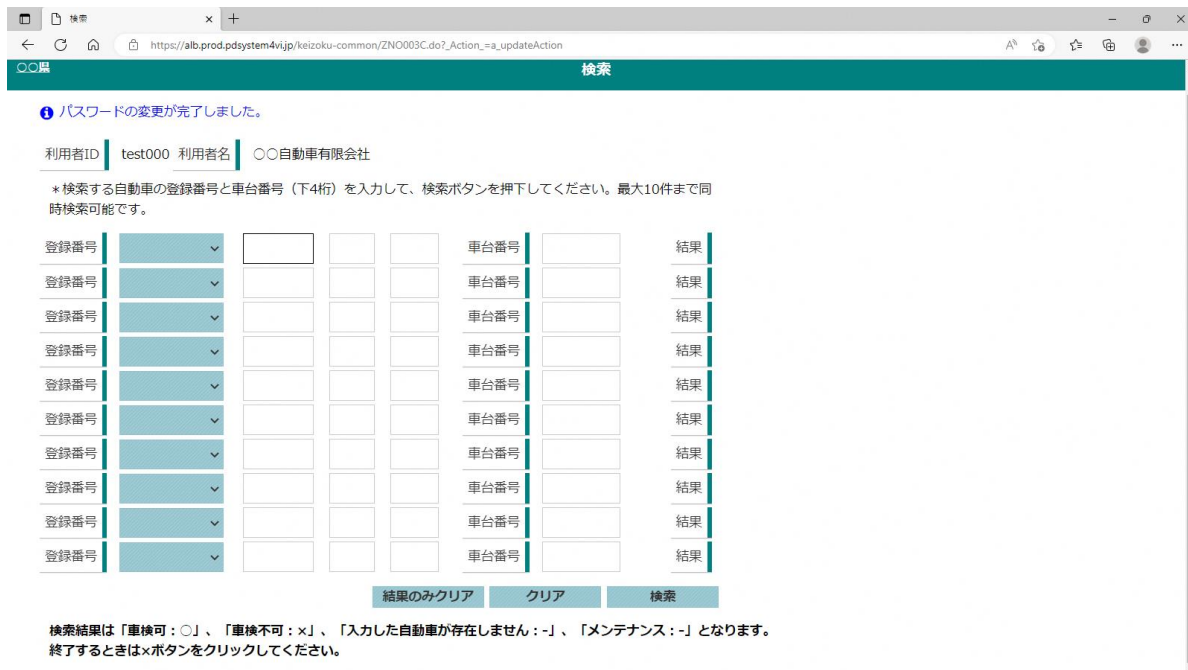 検索
https://alb.prod.pdsystem4vi.jp/keizoku-common/ZNO003C.do?_Action_=a_updateAction
○○県 検索
パスワードの変更が完了しました。
利用者ID test000 利用者名 ○○自動車有限会社
*検索する自動車の登録番号と車台番号（下4桁）を入力して、検索ボタンを押下してください。最大10件まで同
時検索可能です。
登録番号 車台番号 結果
登録番号 車台番号 結果
登録番号 車台番号 結果
登録番号 車台番号 結果
登録番号 車台番号 結果
登録番号 車台番号 結果
登録番号 車台番号 結果
登録番号 車台番号 結果
登録番号 車台番号 結果
登録番号 車台番号 結果
結果のみクリア クリア 検索
検索結果は「車検可：○」、「車検不可：×」、「入力した自動車が存在しません：-」、「メンテナンス：-」となります。
終了するときは×ボタンをクリックしてください。